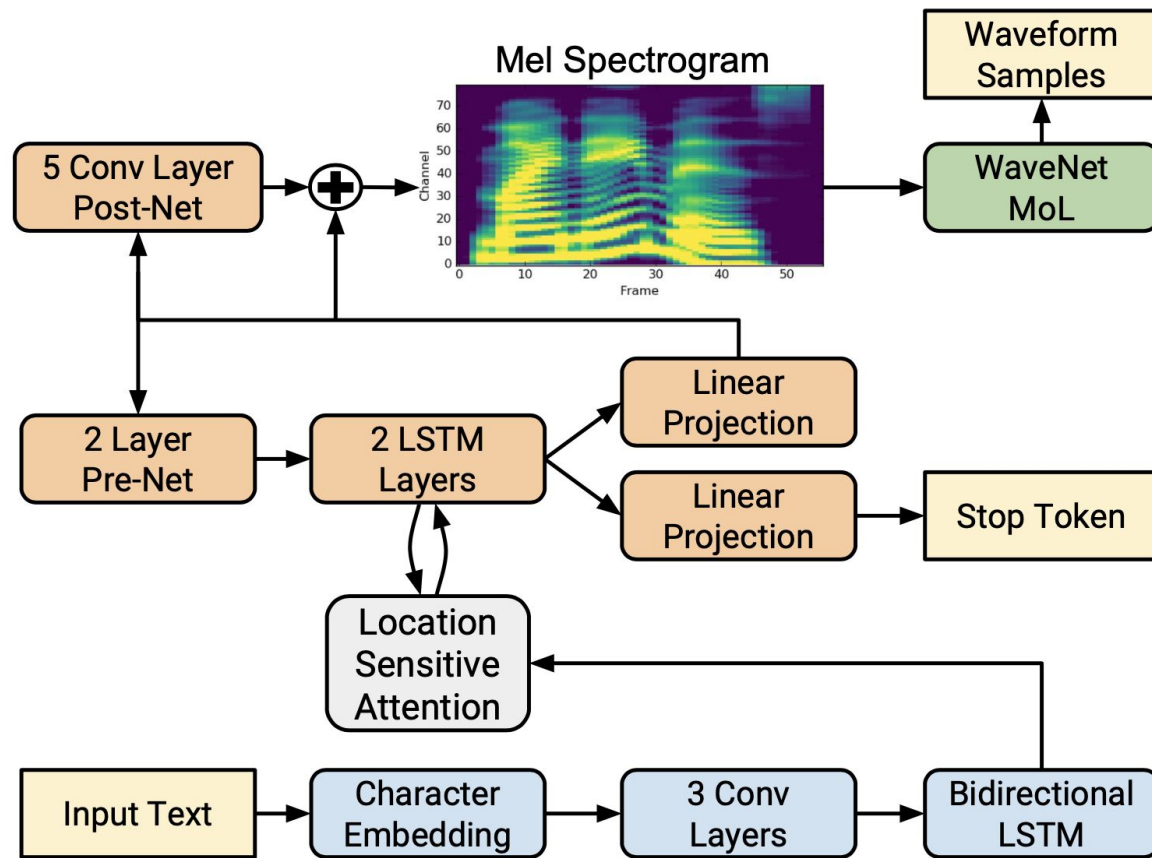 Waveform
Samples
Mel Spectrogram
70
60
50
40
30
20
10
0
Channel
0 10 20 30 40 50
Frame
5 Conv Layer
Post-Net
WaveNet
MoL
2 Layer
Pre-Net
2 LSTM
Layers
Linear
Projection
Linear
Projection
Stop Token
Location
Sensitive
Attention
Input Text
Character
Embedding
3 Conv
Layers
Bidirectional
LSTM